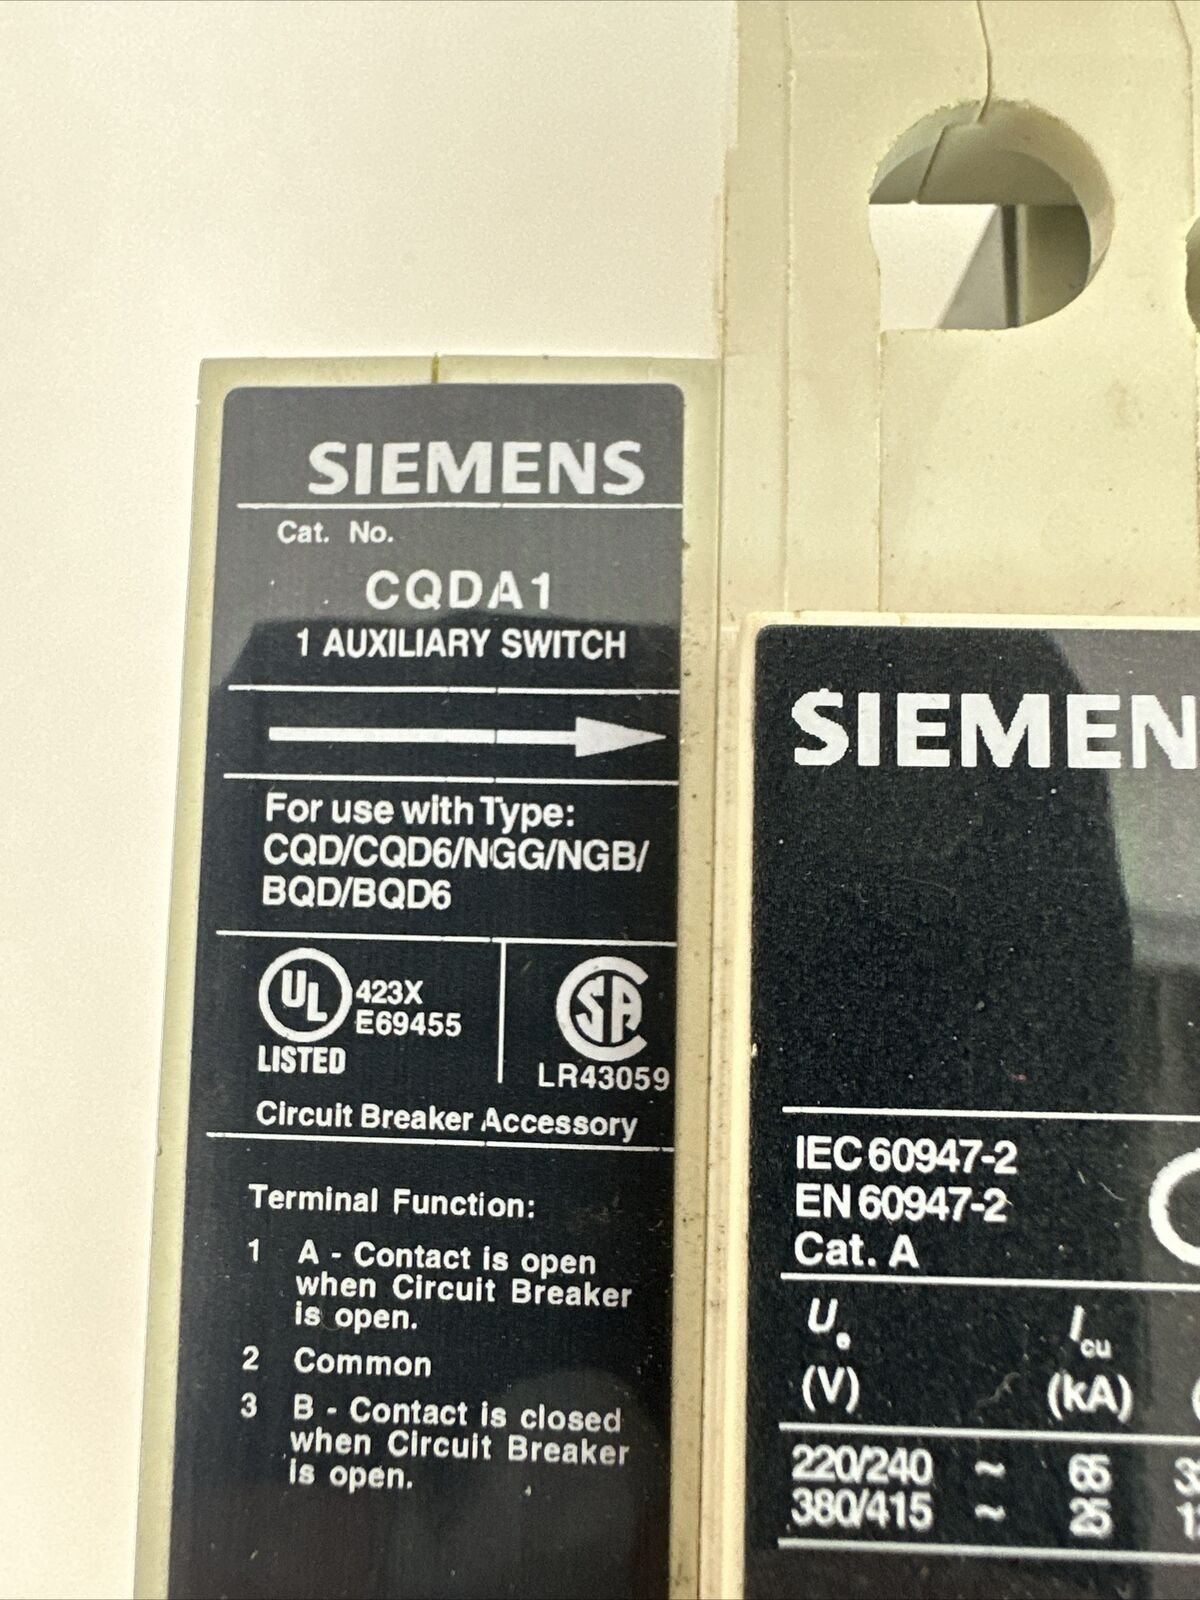 SIEMENS
Cat. No.
CQDA1
1 AUXILIARY SWITCH
For use with Type:
CQD/CQD6/NGG/NGB/
BQD/BQD6
UL 423X
E69455
LISTED
SA
LR43059
Circuit Breaker Accessory
Terminal Function:
1 A - Contact is open
when Circuit Breaker
is open.
2 Common
3 B - Contact is closed
when Circuit Breaker
is open.
SIEMEN
IEC 60947-2
EN 60947-2
Cat. A
Ue Icu
(V) (kA)
220/240 ~ 65
380/415 ~ 25